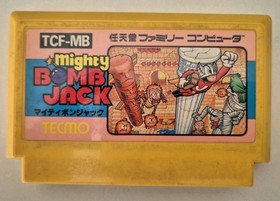 TCF-MB
任天堂 ファミリー コンピュータ
Mighty
BOMB
JACK
マイティボンジャック
TECMO